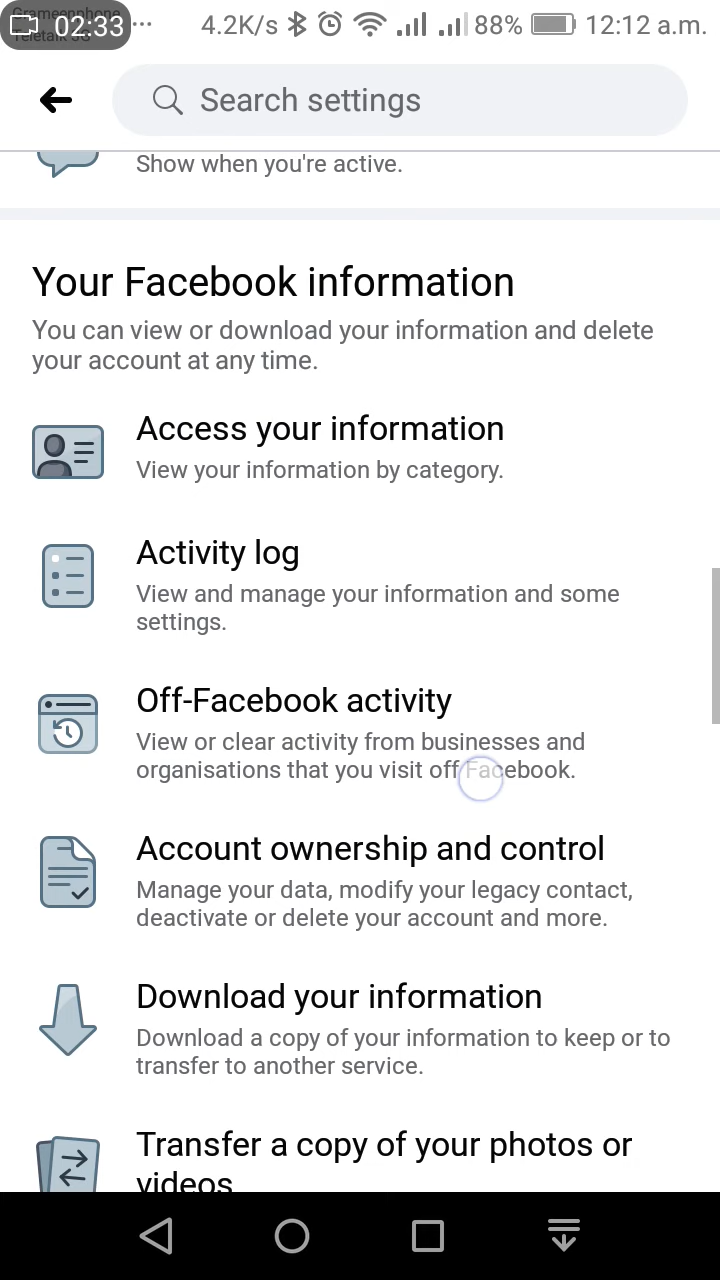 Grameenphone
Teletalk 3G
02:33
4.2K/s 88% 12:12 a.m.
Search settings
Show when you're active.
Your Facebook information
You can view or download your information and delete
your account at any time.
Access your information
View your information by category.
Activity log
View and manage your information and some
settings.
Off-Facebook activity
View or clear activity from businesses and
organisations that you visit off Facebook.
Account ownership and control
Manage your data, modify your legacy contact,
deactivate or delete your account and more.
Download your information
Download a copy of your information to keep or to
transfer to another service.
Transfer a copy of your photos or
videos